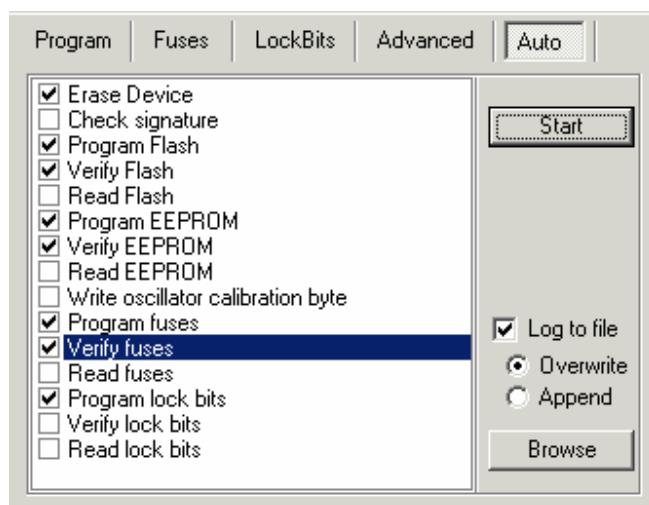 Program Fuses LockBits Advanced Auto
Erase Device
Check signature
Program Flash
Verify Flash
Read Flash
Program EEPROM
Verify EEPROM
Read EEPROM
Write oscillator calibration byte
Program fuses
Verify fuses
Read fuses
Program lock bits
Verify lock bits
Read lock bits
Start
Log to file
Overwrite
Append
Browse